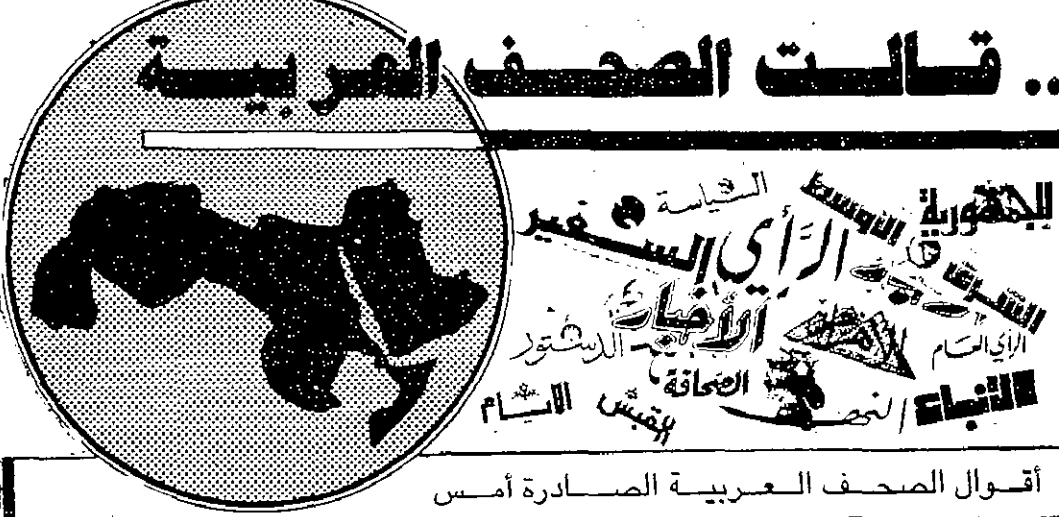 .. قالت الصحف العربية
السياسة
الأوسط
الجمهورية
السفير
الرأي
الشرق
الأخبار
الأهرام
الدستور
الرأي العام
الصحافة
الأنباء
القبس
الأيام
أقوال الصحف العربية الصادرة أمس